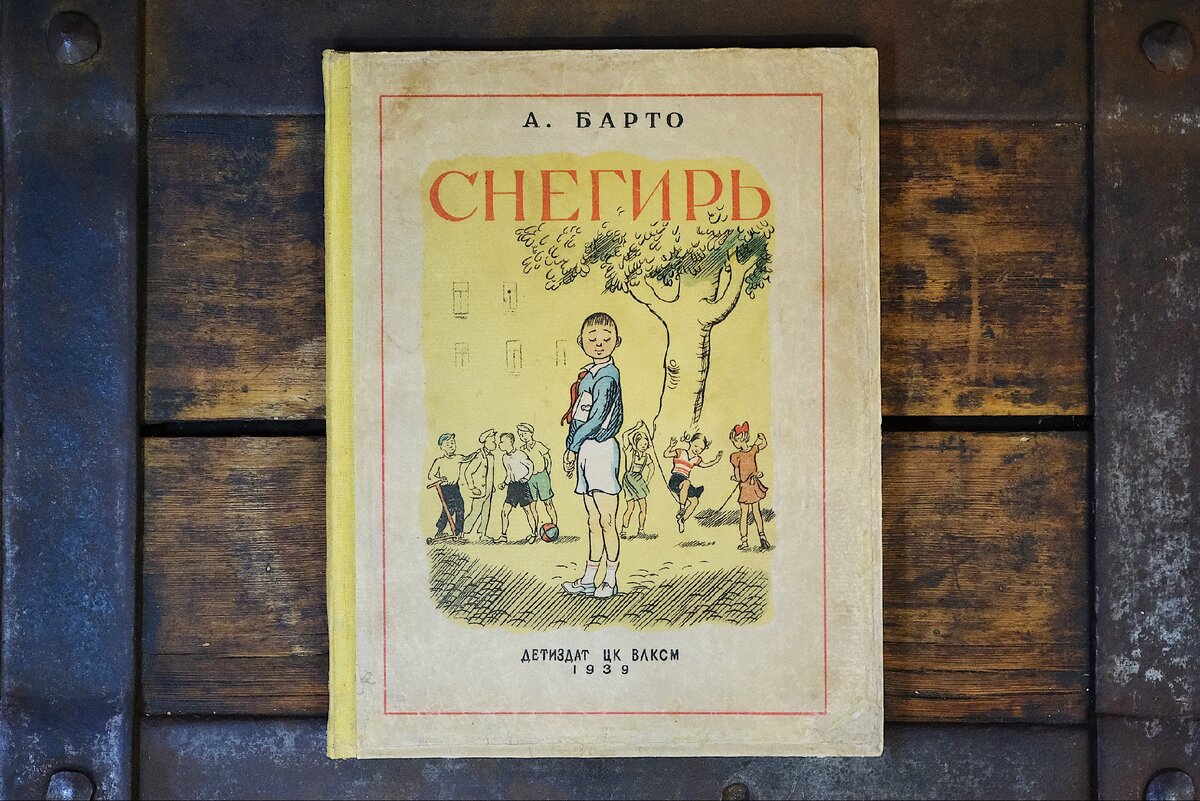 А. БАРТО
СНЕГИРЬ
ДЕТИЗДАТ ЦК ВЛКСМ
1939